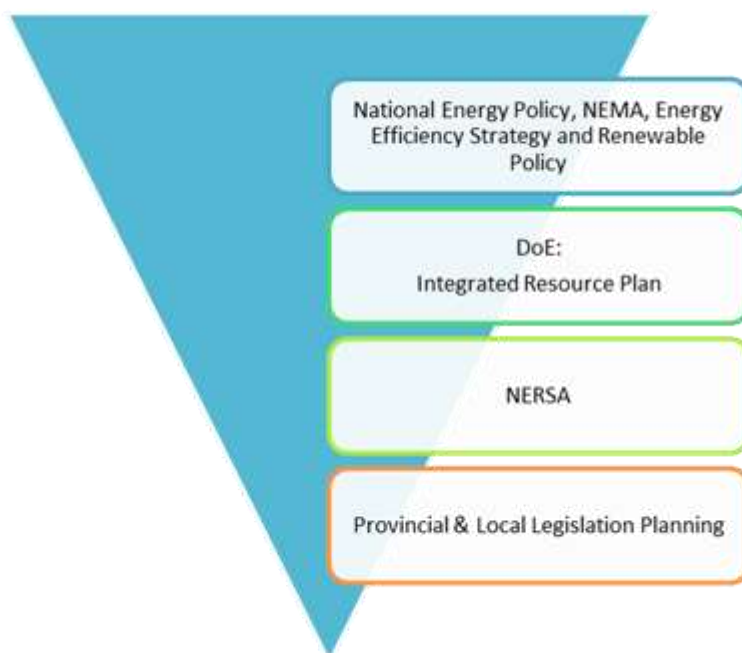 National Energy Policy, NEMA, Energy
Efficiency Strategy and Renewable
Policy
DoE:
Integrated Resource Plan
NERSA
Provincial & Local Legislation Planning